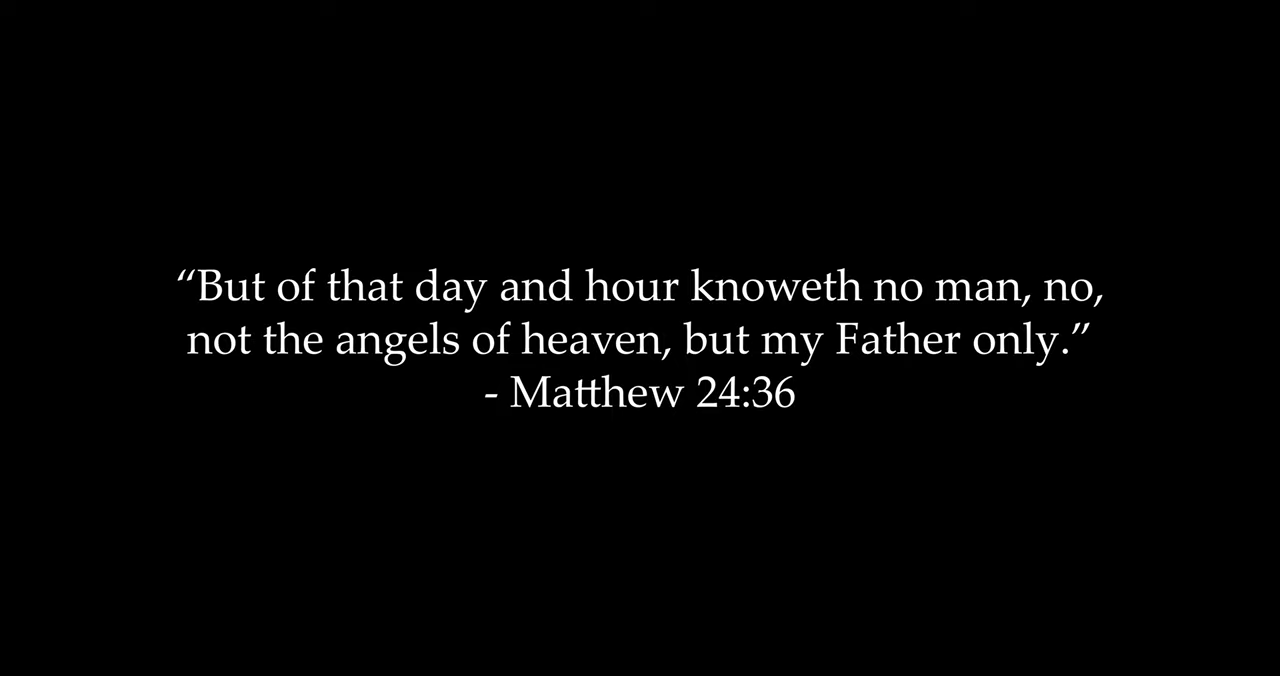 “But of that day and hour knoweth no man, no,
not the angels of heaven, but my Father only.”
- Matthew 24:36